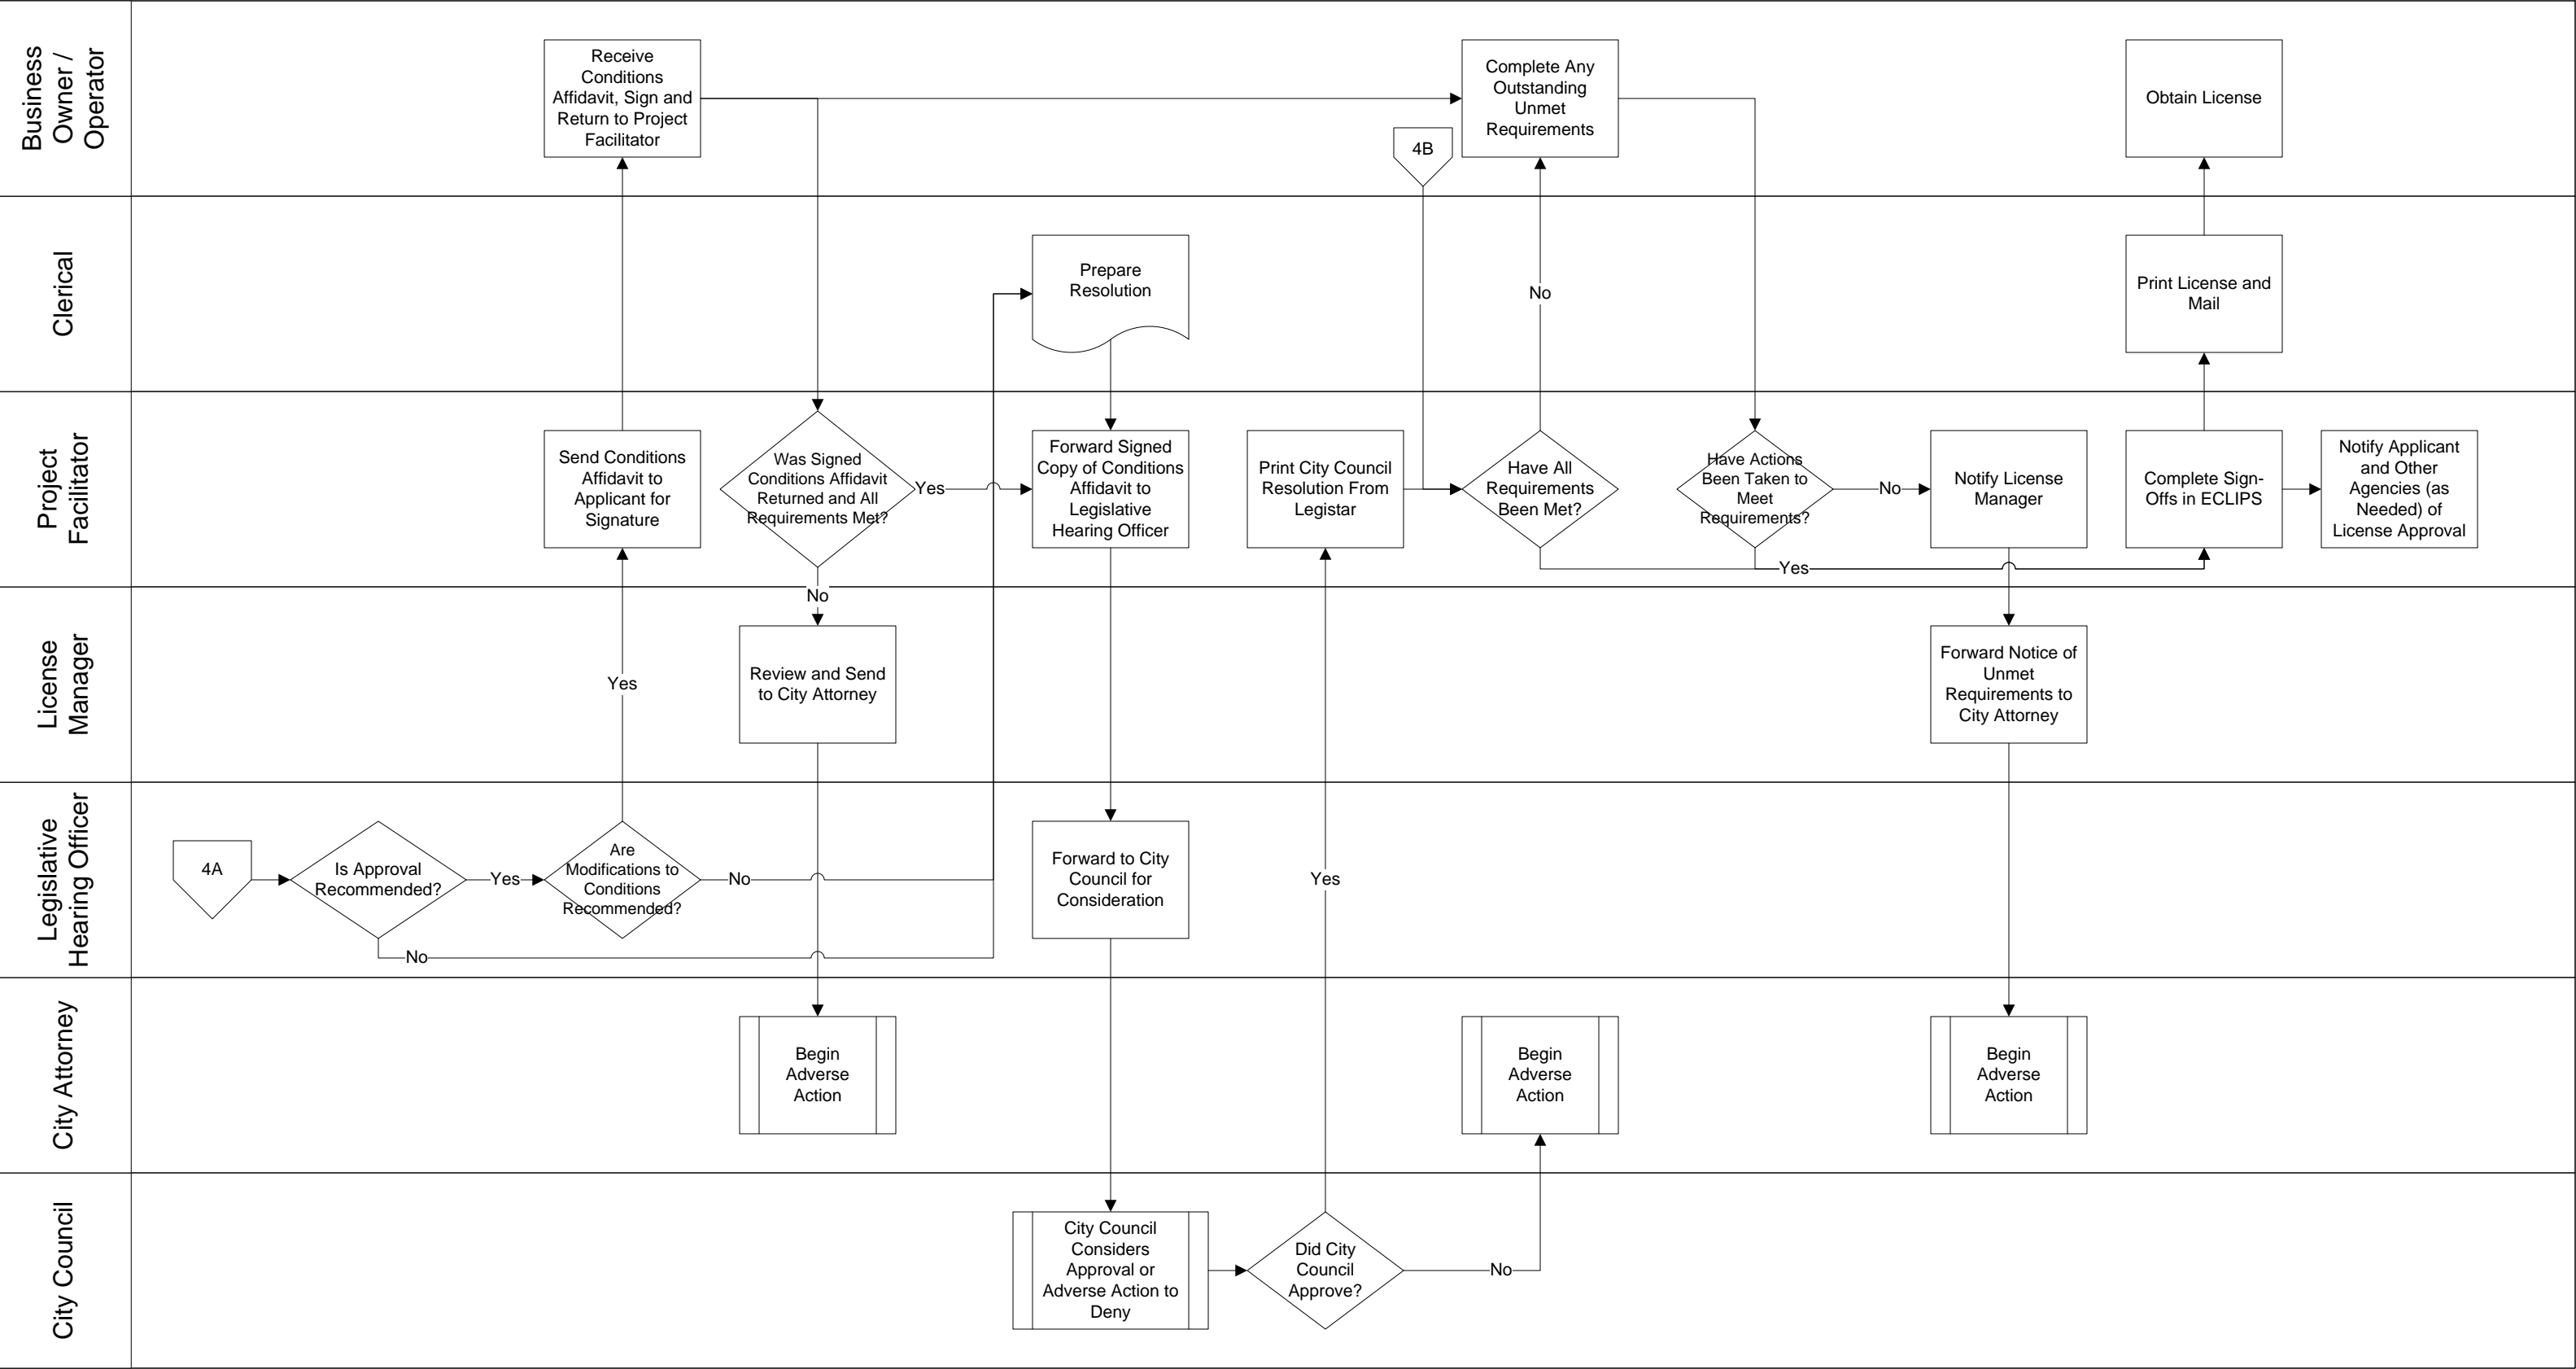 Business
Owner /
Operator
Receive
Conditions
Affidavit, Sign and
Return to Project
Facilitator
4B
Complete Any
Outstanding
Unmet
Requirements
Obtain License
Clerical
Prepare
Resolution
No
Print License and
Mail
Project
Facilitator
Send Conditions
Affidavit to
Applicant for
Signature
Was Signed
Conditions Affidavit
Returned and All
Requirements Met?
Yes
No
Forward Signed
Copy of Conditions
Affidavit to
Legislative
Hearing Officer
Print City Council
Resolution From
Legistar
Have All
Requirements
Been Met?
Have Actions
Been Taken to
Meet
Requirements?
No
Yes
Notify License
Manager
Complete Sign-
Offs in ECLIPS
Notify Applicant
and Other
Agencies (as
Needed) of
License Approval
License
Manager
Yes
Review and Send
to City Attorney
Forward Notice of
Unmet
Requirements to
City Attorney
Legislative
Hearing Officer
4A
Is Approval
Recommended?
Yes
No
Are
Modifications to
Conditions
Recommended?
No
Forward to City
Council for
Consideration
Yes
City Attorney
Begin
Adverse
Action
Begin
Adverse
Action
Begin
Adverse
Action
City Council
City Council
Considers
Approval or
Adverse Action to
Deny
Did City
Council
Approve?
No